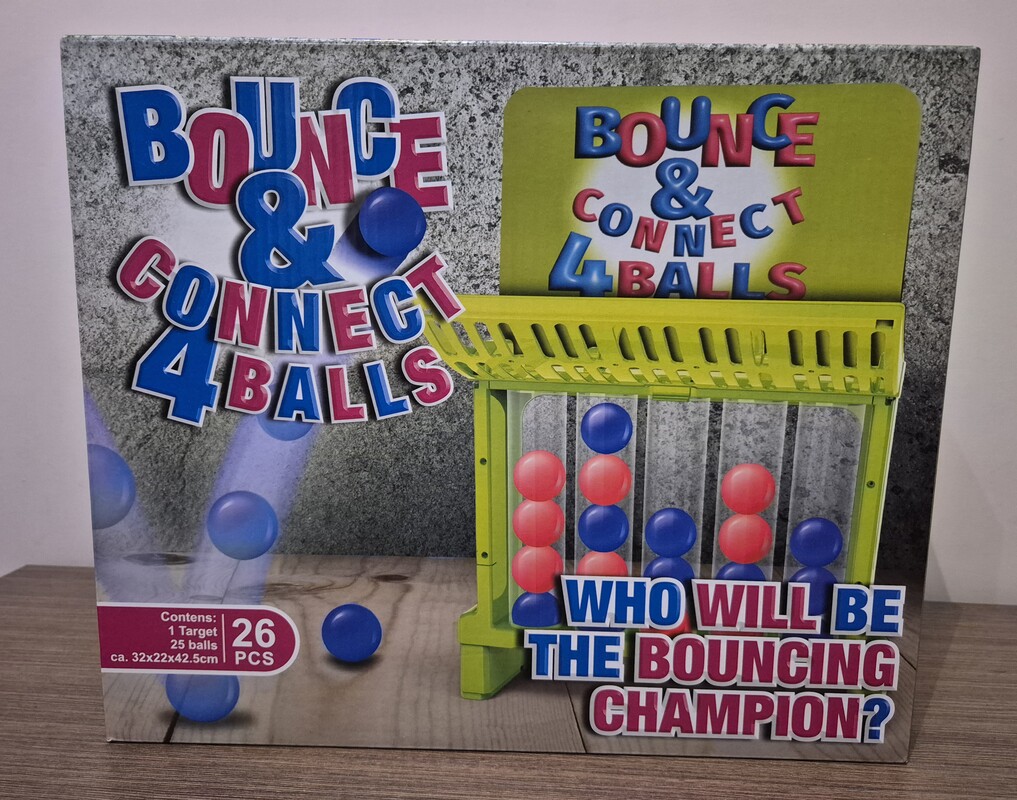 BOUNCE
&
CONNECT
4 BALLS
BOUNCE
&
CONNECT
4 BALLS
Contens:
1 Target
25 balls
ca. 32x22x42.5cm
26
PCS
WHO WILL BE
THE BOUNCING
CHAMPION?